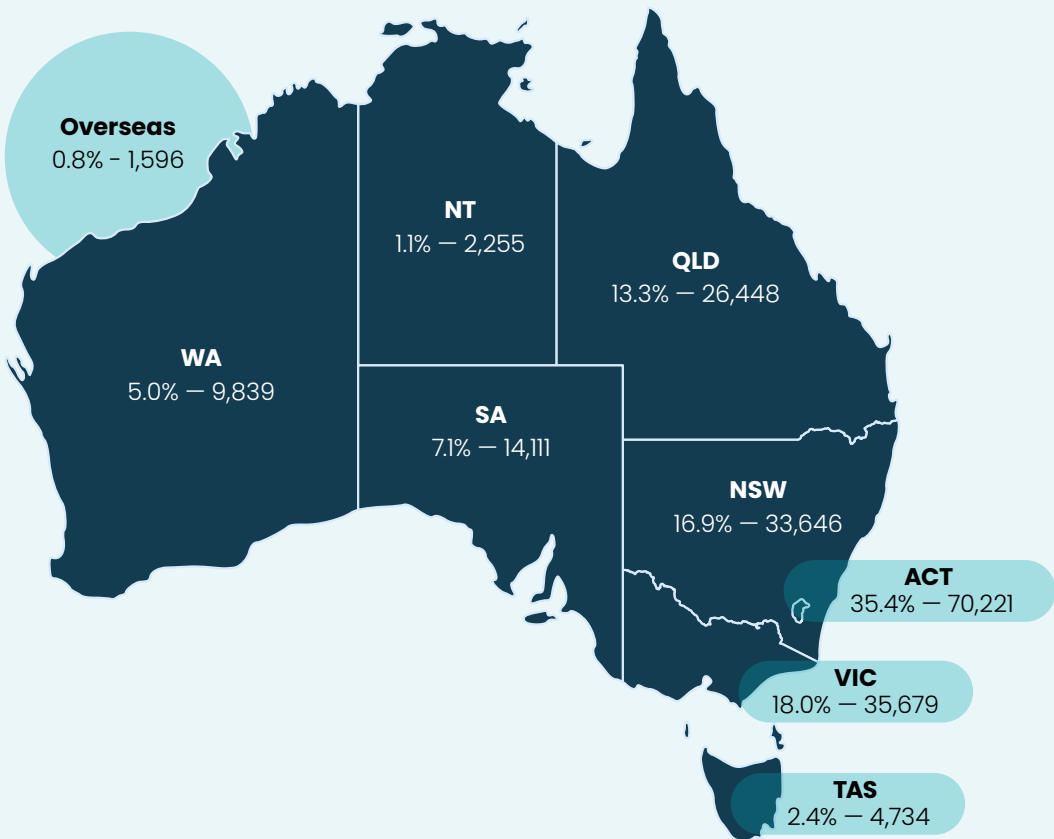 Overseas
0.8% - 1,596
NT
1.1% — 2,255
QLD
13.3% — 26,448
WA
5.0% — 9,839
SA
7.1% — 14,111
NSW
16.9% — 33,646
ACT
35.4% — 70,221
VIC
18.0% — 35,679
TAS
2.4% — 4,734